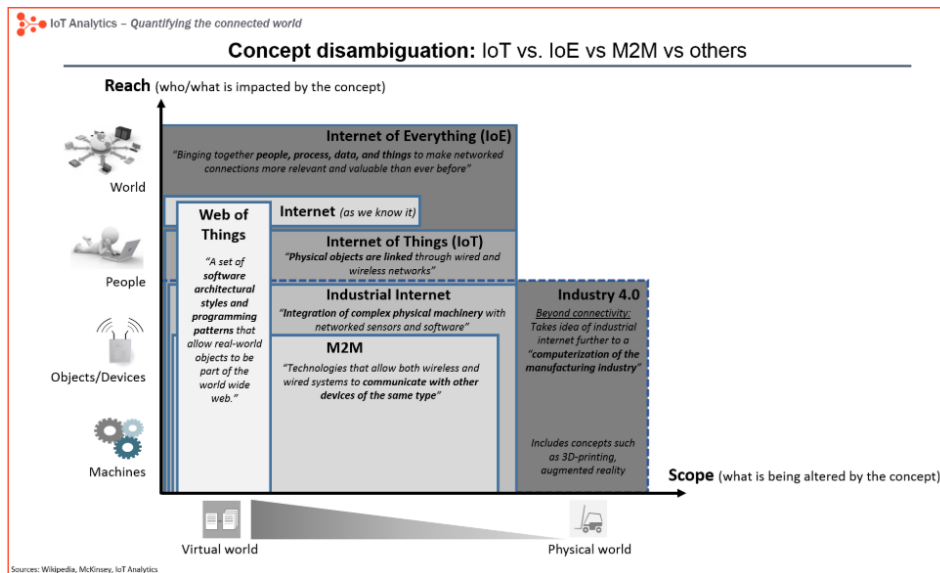 IoT Analytics – Quantifying the connected world
Concept disambiguation: IoT vs. IoE vs M2M vs others
Reach (who/what is impacted by the concept)
World
People
Objects/Devices
Machines
Internet of Everything (IoE)
"Binging together people, process, data, and things to make networked
connections more relevant and valuable than ever before"
Internet (as we know it)
Web of
Things
"A set of
software
architectural
styles and
programming
patterns that
allow real-world
objects to be
part of the
world wide
web."
Internet of Things (IoT)
"Physical objects are linked through wired and
wireless networks"
Industrial Internet
"Integration of complex physical machinery with
networked sensors and software"
M2M
"Technologies that allow both wireless and
wired systems to communicate with other
devices of the same type"
Industry 4.0
Beyond connectivity:
Takes idea of industrial
internet further to a
"computerization of the
manufacturing industry"
Includes concepts such
as 3D-printing,
augmented reality
Scope (what is being altered by the concept)
Virtual world
Physical world
Sources: Wikipedia, McKinsey, IoT Analytics